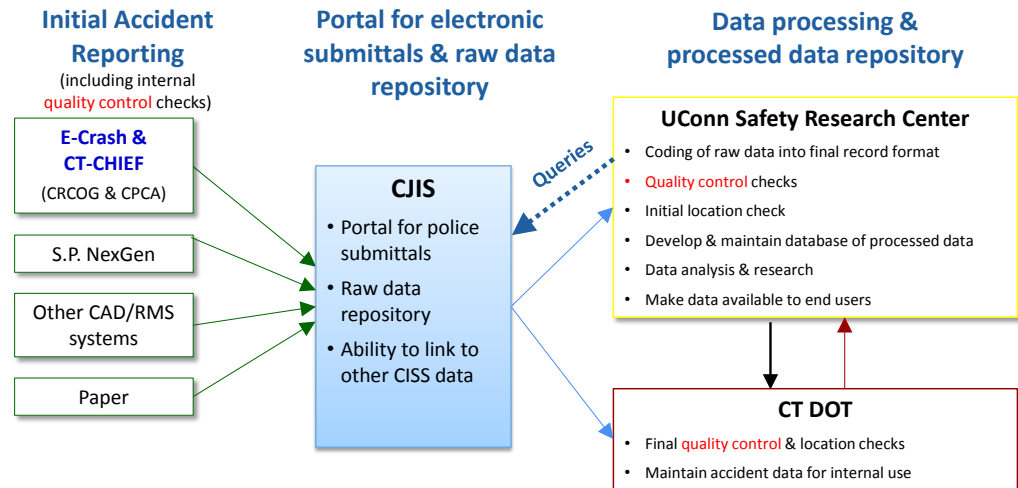 Initial Accident
Reporting
(including internal
quality control checks)
E-Crash &
CT-CHIEF
(CRCOG & CPCA)
S.P. NexGen
Other CAD/RMS
systems
Paper
Portal for electronic
submittals & raw data
repository
CJIS
• Portal for police
submittals
• Raw data
repository
• Ability to link to
other CISS data
Queries
Data processing &
processed data repository
UConn Safety Research Center
• Coding of raw data into final record format
• Quality control checks
• Initial location check
• Develop & maintain database of processed data
• Data analysis & research
• Make data available to end users
CT DOT
• Final quality control & location checks
• Maintain accident data for internal use